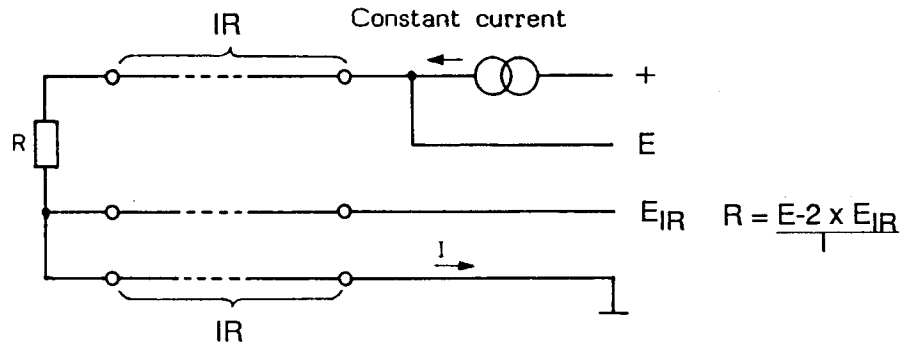 IR
Constant current
+
R
E
E_IR R = E-2 x E_IR
I
I
IR